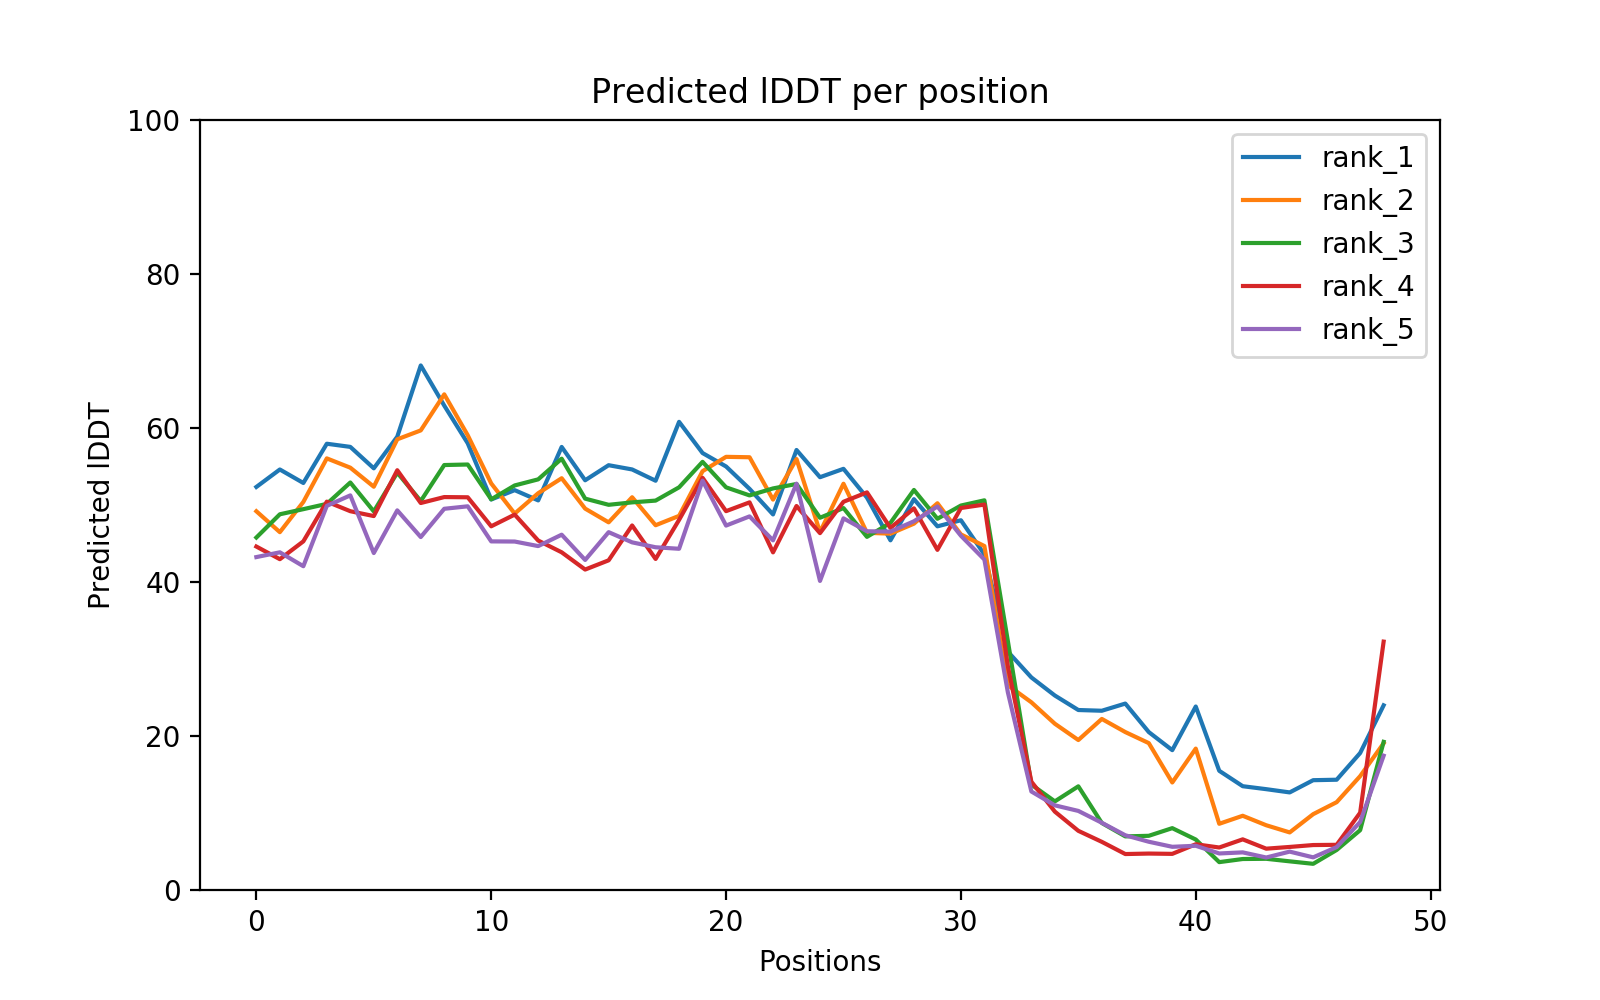 Predicted lDDT per position
100
80
60
40
20
0
Predicted lDDT
0 10 20 30 40 50
Positions
rank_1
rank_2
rank_3
rank_4
rank_5